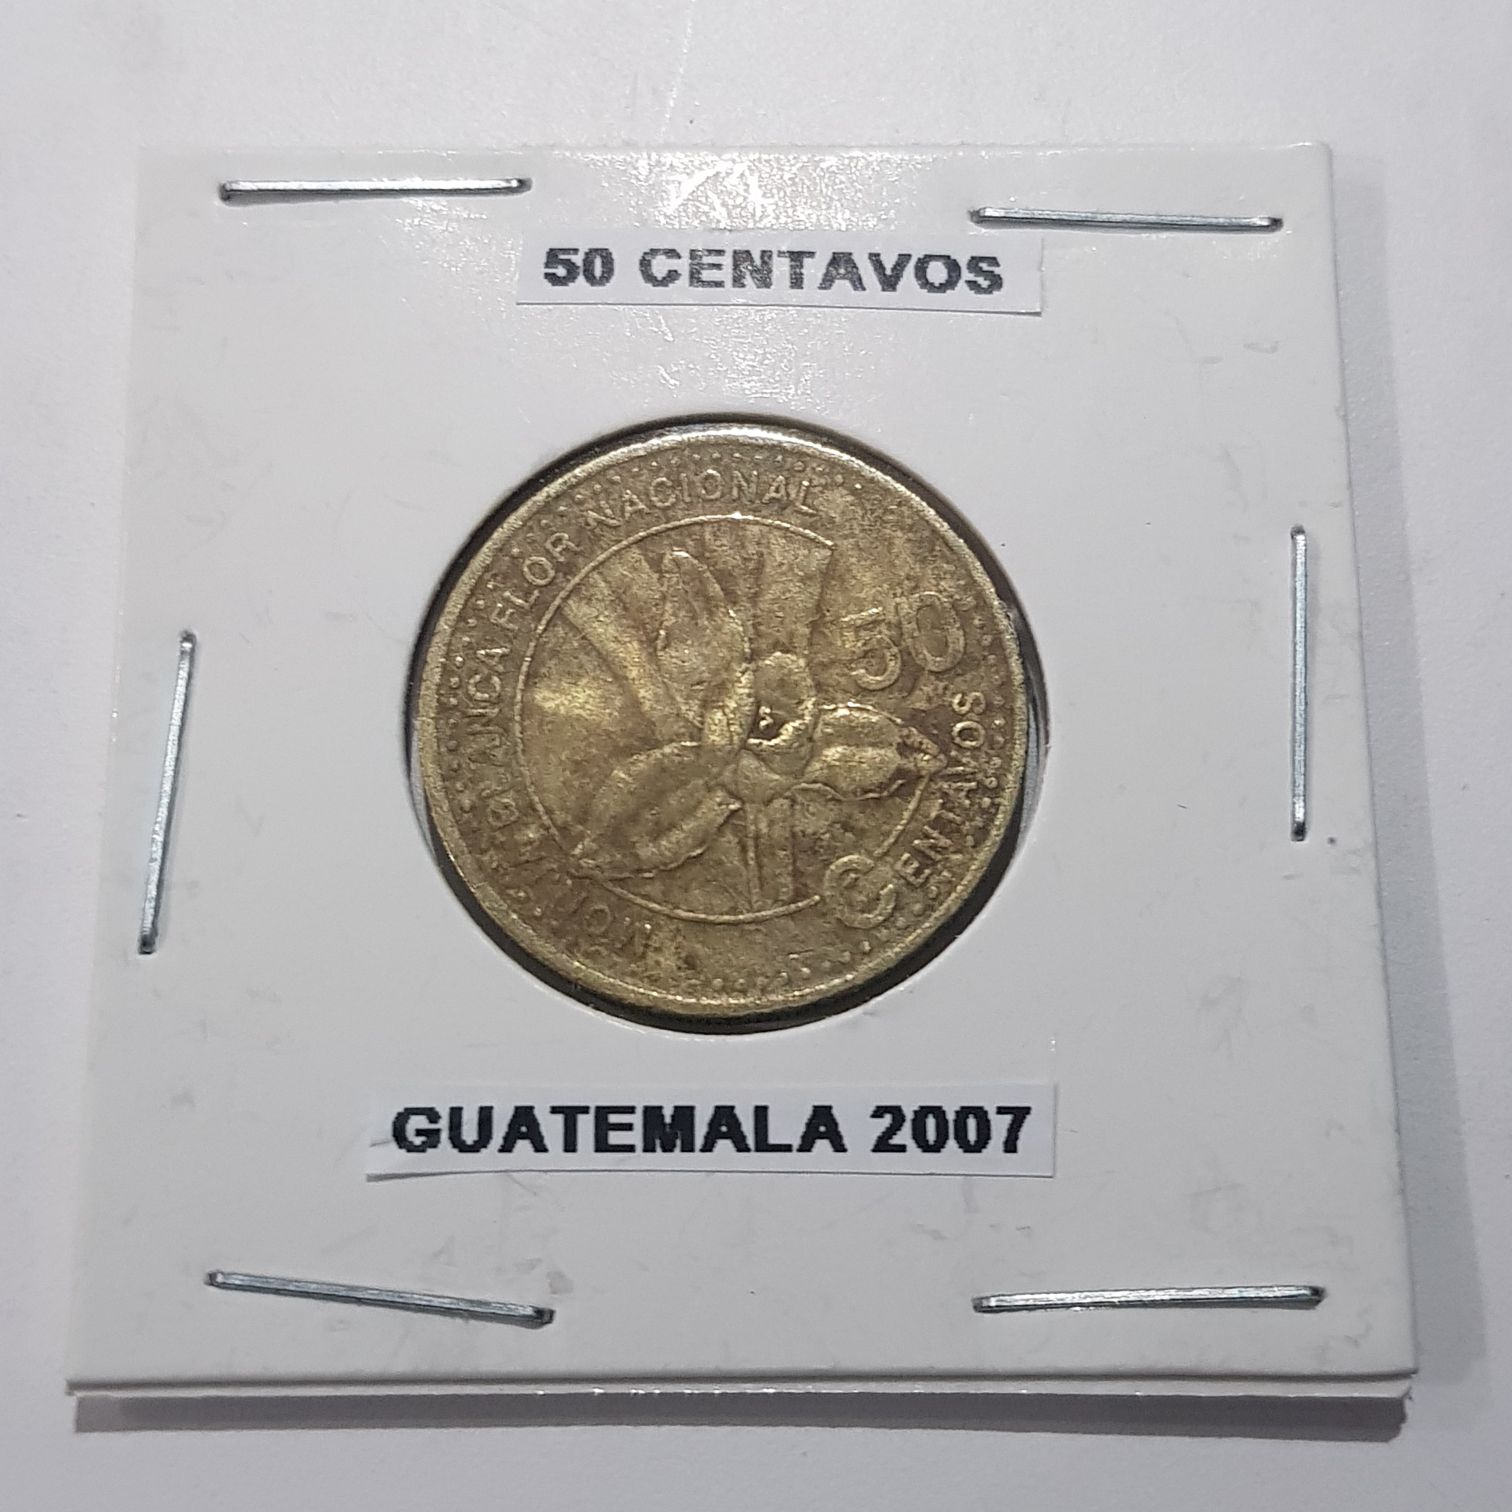 50 CENTAVOS
MONJA BLANCA FLOR NACIONAL
50
CENTAVOS
GUATEMALA 2007